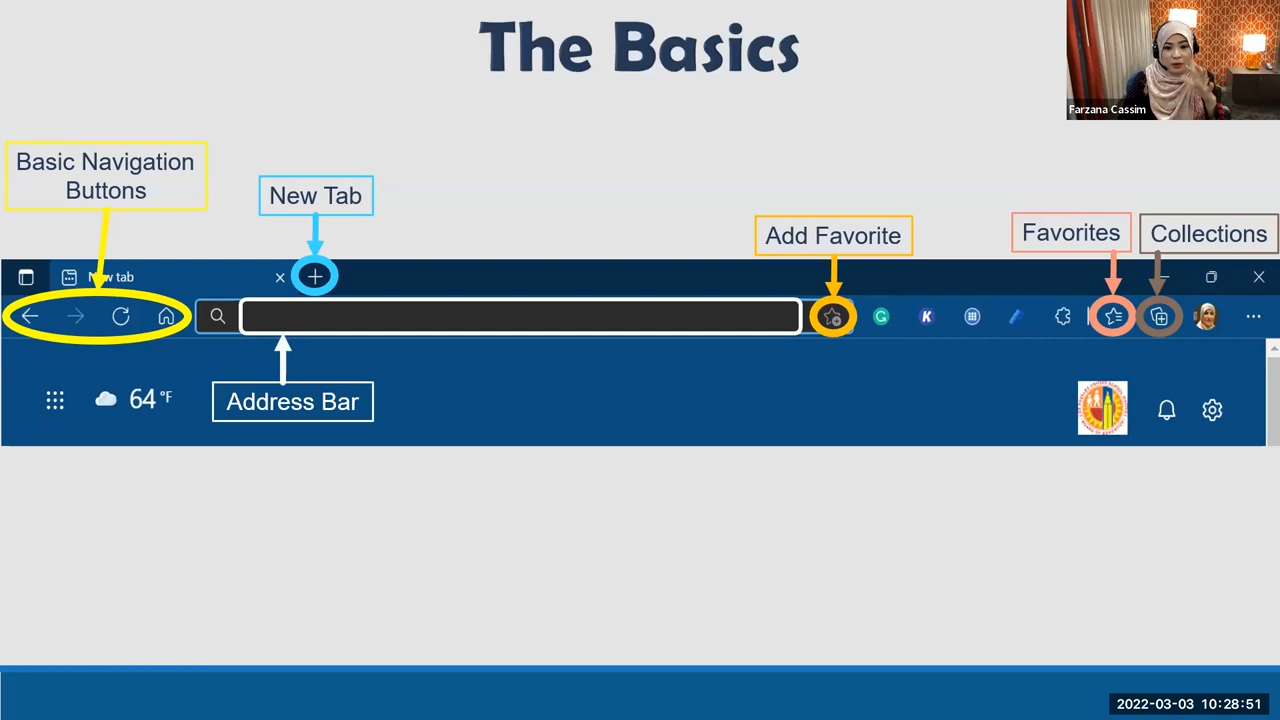 The Basics
Farzana Cassim
Basic Navigation
Buttons
New Tab
Add Favorite
Favorites
Collections
New tab
G
K
64 °F
Address Bar
2022-03-03 10:28:51